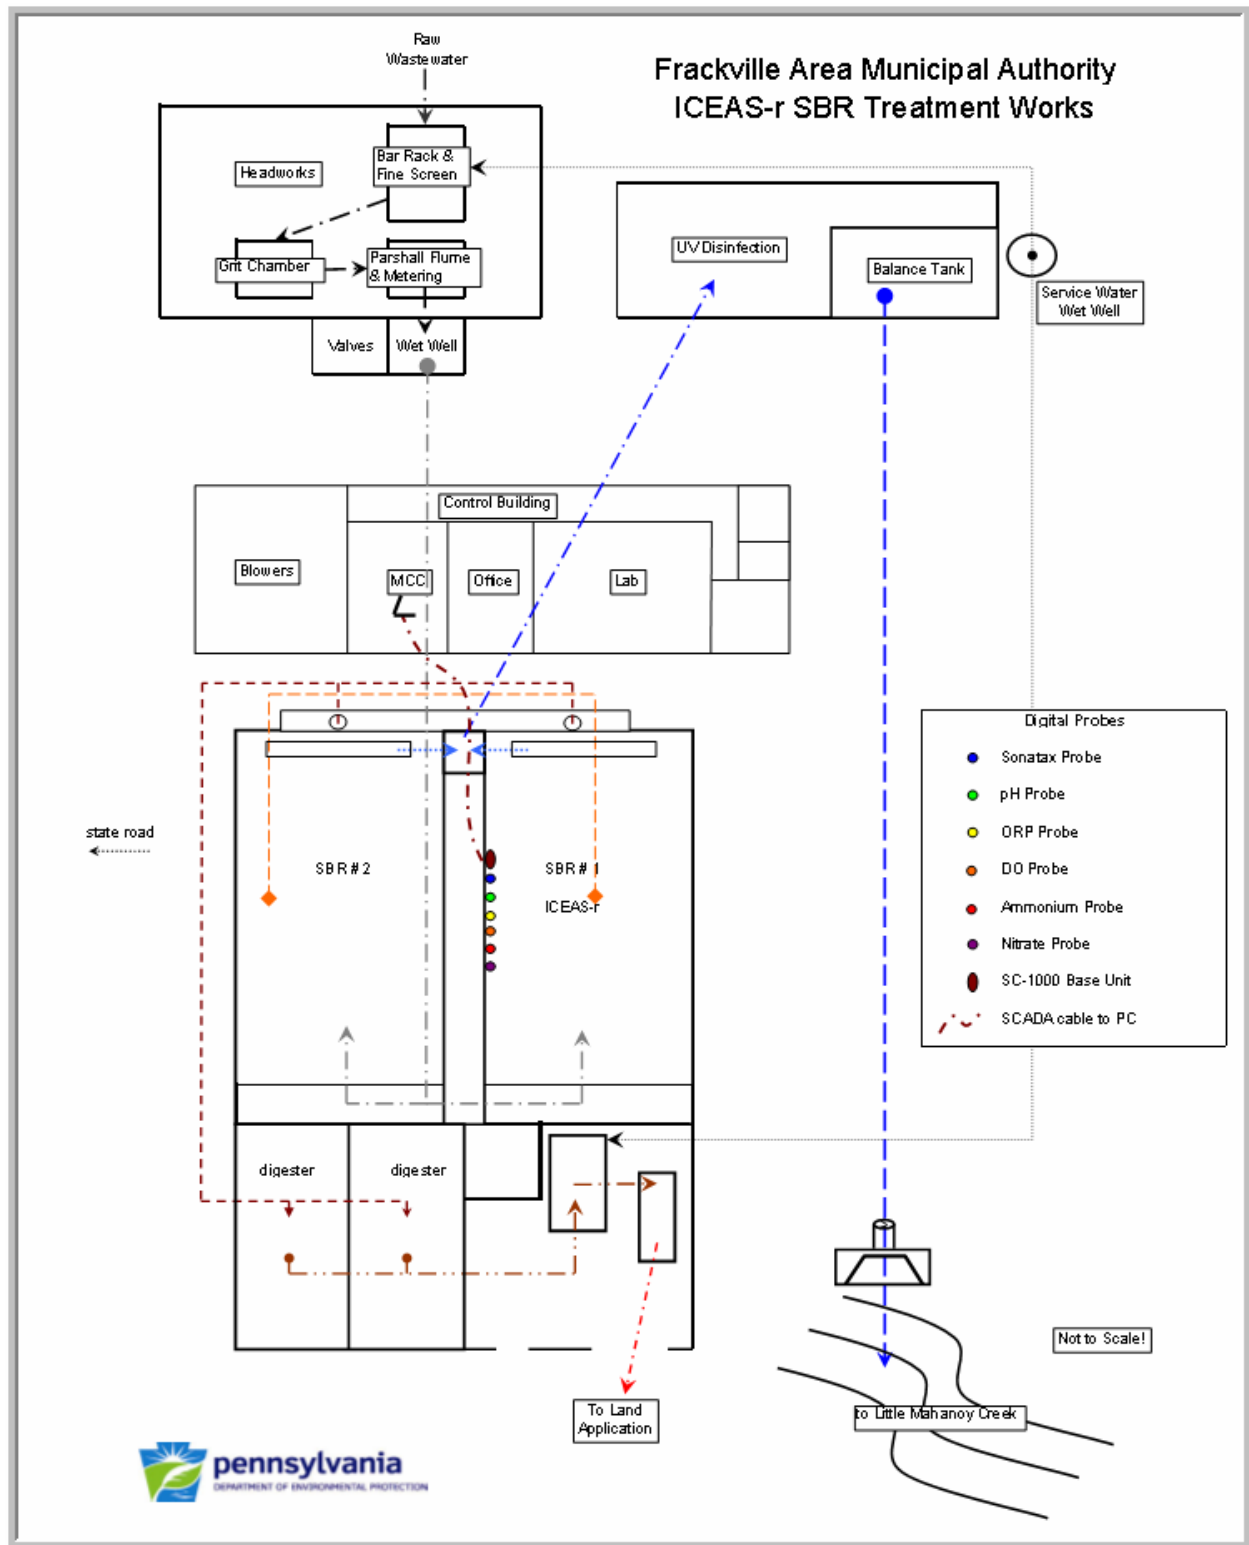 Raw
Wastewater
Frackville Area Municipal Authority
ICEAS-r SBR Treatment Works
Headworks
Bar Rack &
Fine Screen
Grit Chamber
Parshall Flume
& Metering
Valves
Wet Well
UV Disinfection
Balance Tank
Service Water
Wet Well
Control Building
Blowers
MCC
Office
Lab
state road
SBR # 2
SBR # 1
ICEAS-r
Digital Probes
Sonatax Probe
pH Probe
ORP Probe
DO Probe
Ammonium Probe
Nitrate Probe
SC-1000 Base Unit
SCADA cable to PC
digester
digester
To Land
Application
Not to Scale!
to Little Mahanoy Creek
pennsylvania
DEPARTMENT OF ENVIRONMENTAL PROTECTION